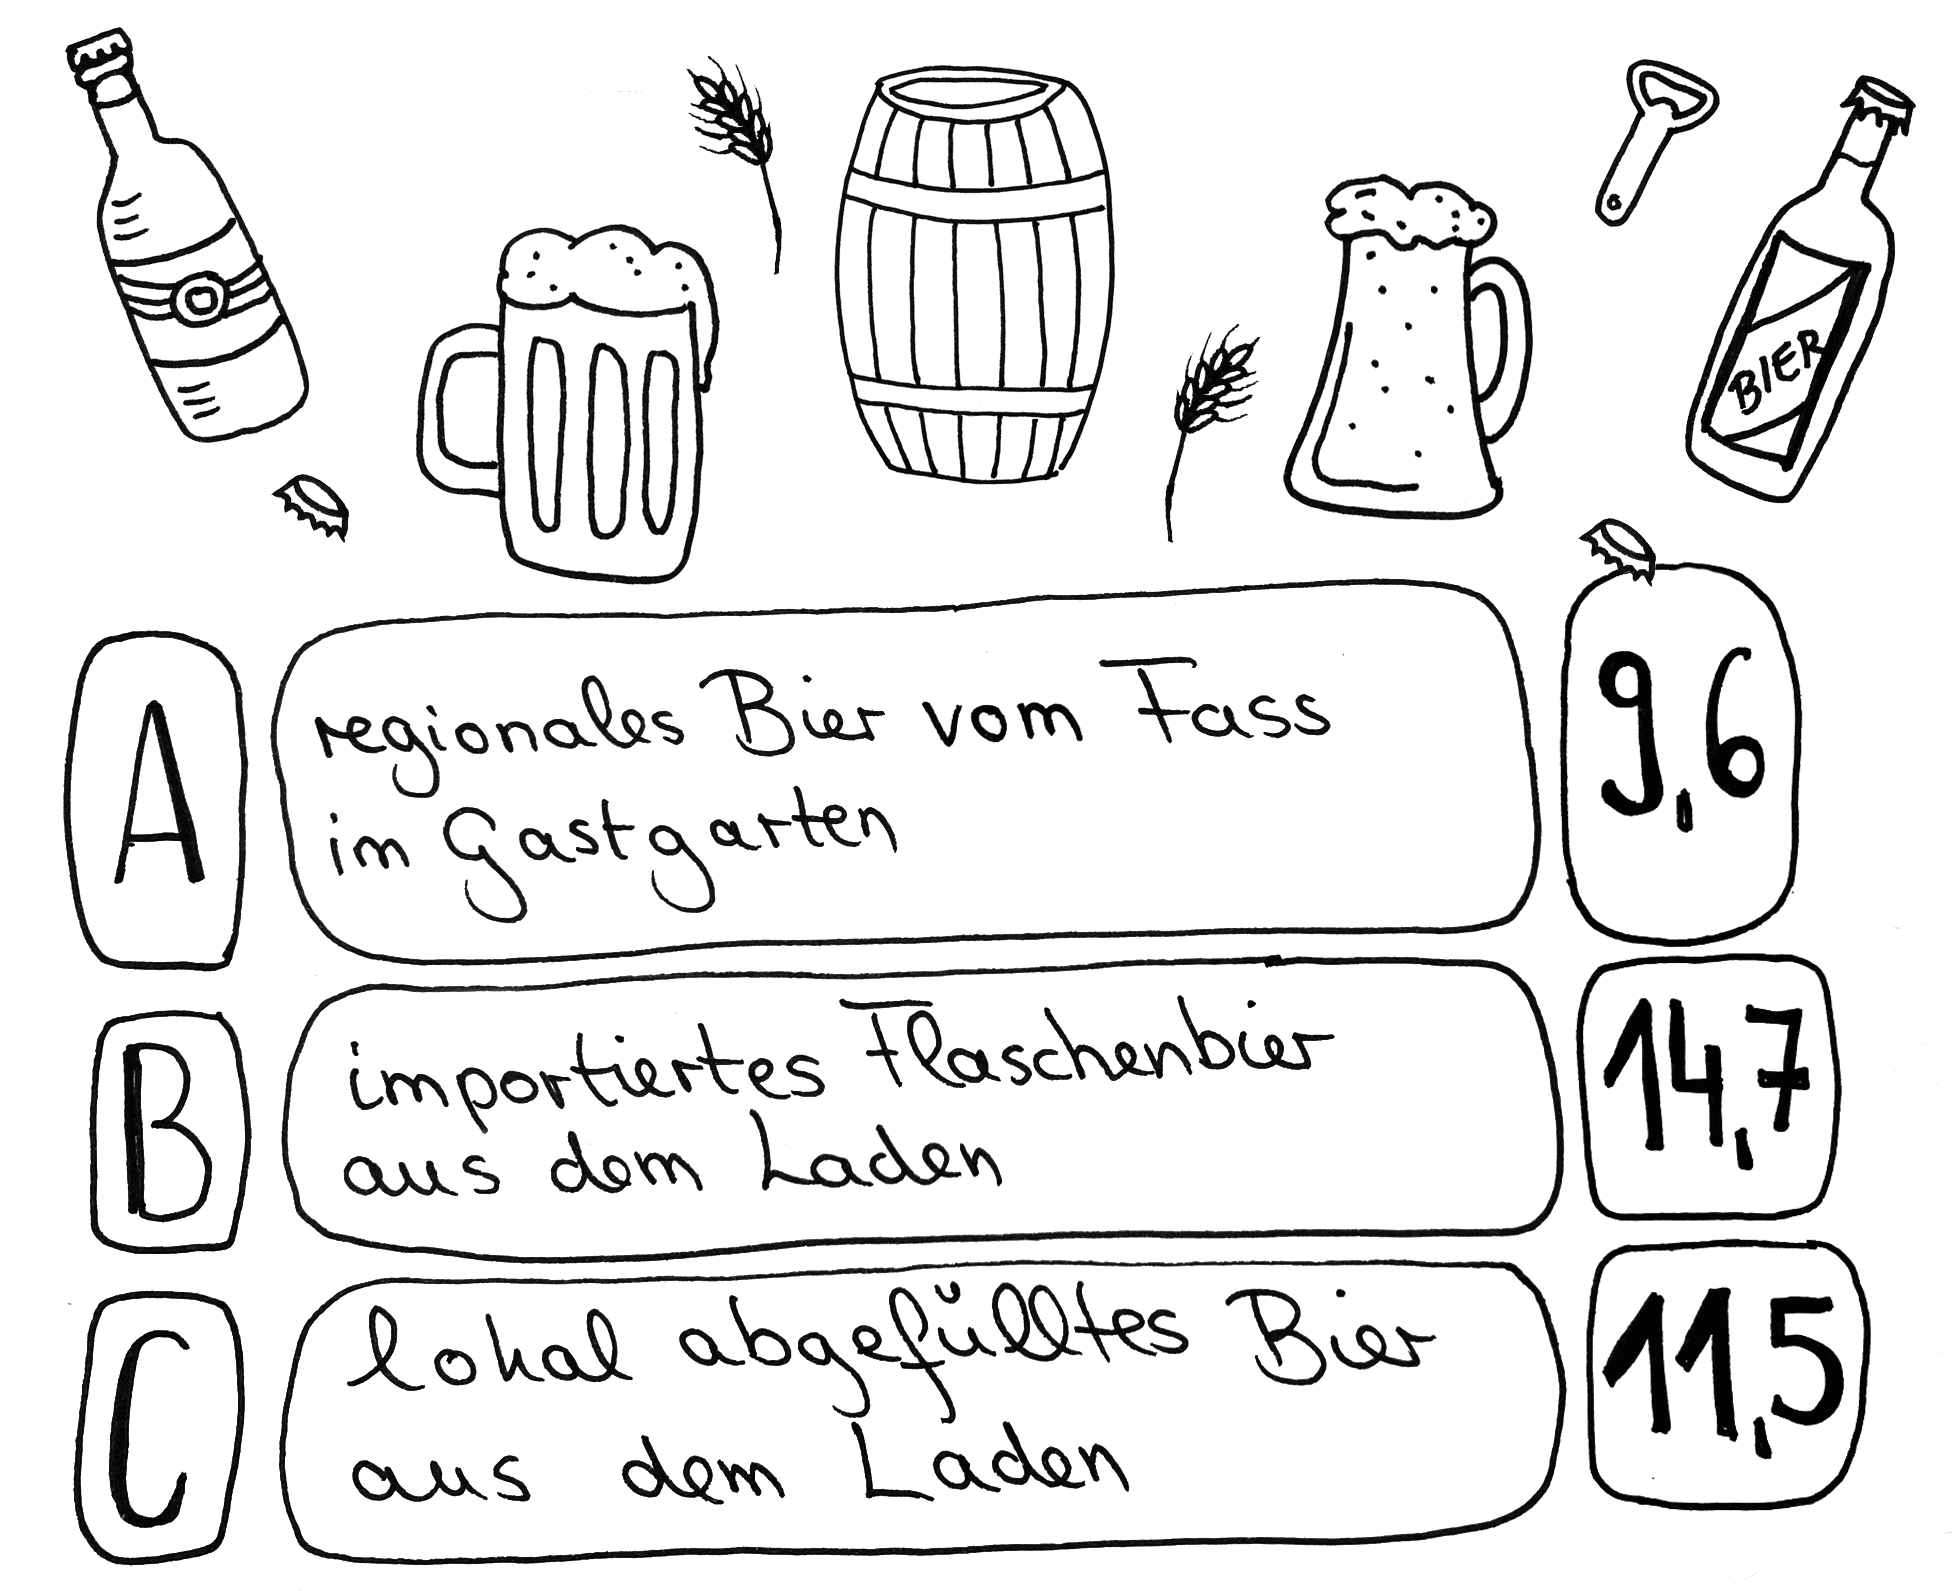 BIER
A
regionales Bier vom Fass
im Gastgarten
9,6
B
importiertes Flaschenbier
aus dem Laden
14,7
C
lokal abgefülltes Bier
aus dem Laden
11,5